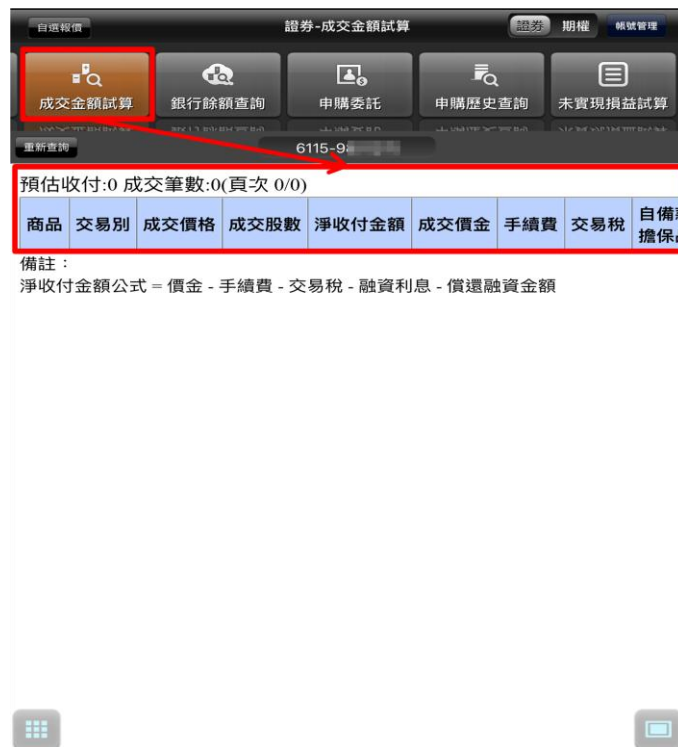 自選報價 證券-成交金額試算 證券 期權 帳號管理
成交金額試算 銀行餘額查詢 申購委託 申購歷史查詢 未實現損益試算
重新查詢 6115-9
預估收付:0 成交筆數:0(頁次 0/0)
商品 交易別 成交價格 成交股數 淨收付金額 成交價金 手續費 交易稅 自備
擔保
備註：
淨收付金額公式 = 價金 - 手續費 - 交易稅 - 融資利息 - 償還融資金額